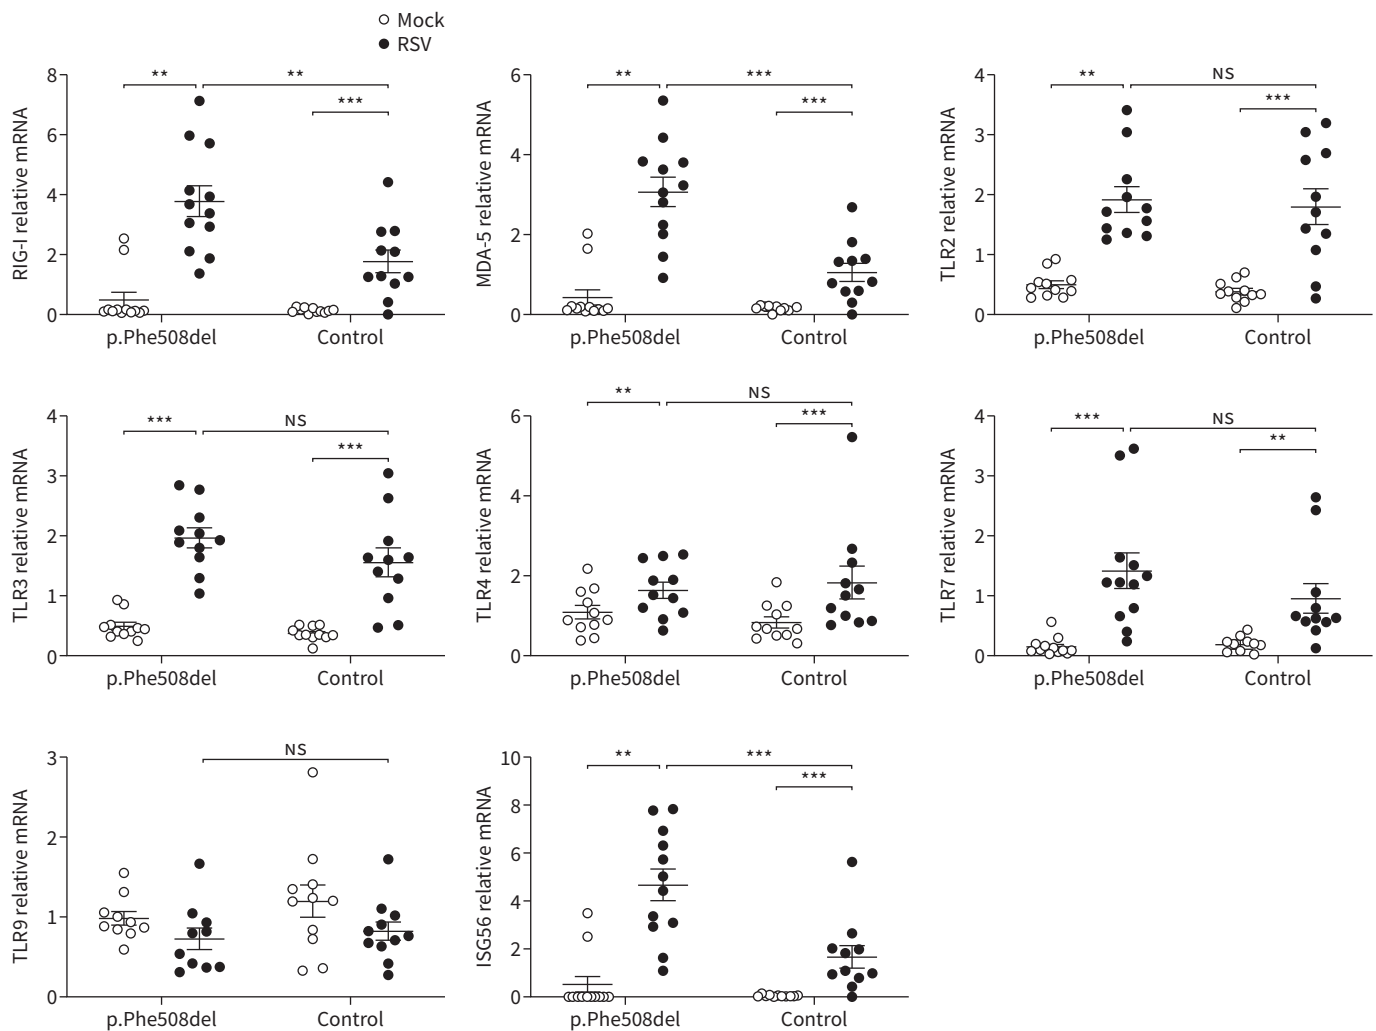 Mock
RSV
RIG-I relative mRNA
8
6
4
2
0
**
**
***
p.Phe508del
Control
MDA-5 relative mRNA
6
4
2
0
**
***
***
p.Phe508del
Control
TLR2 relative mRNA
4
3
2
1
0
**
NS
***
p.Phe508del
Control
TLR3 relative mRNA
4
3
2
1
0
***
NS
***
p.Phe508del
Control
TLR4 relative mRNA
6
4
2
0
**
NS
***
p.Phe508del
Control
TLR7 relative mRNA
4
3
2
1
0
***
NS
**
p.Phe508del
Control
TLR9 relative mRNA
3
2
1
0
NS
p.Phe508del
Control
ISG56 relative mRNA
10
8
6
4
2
0
**
***
***
p.Phe508del
Control